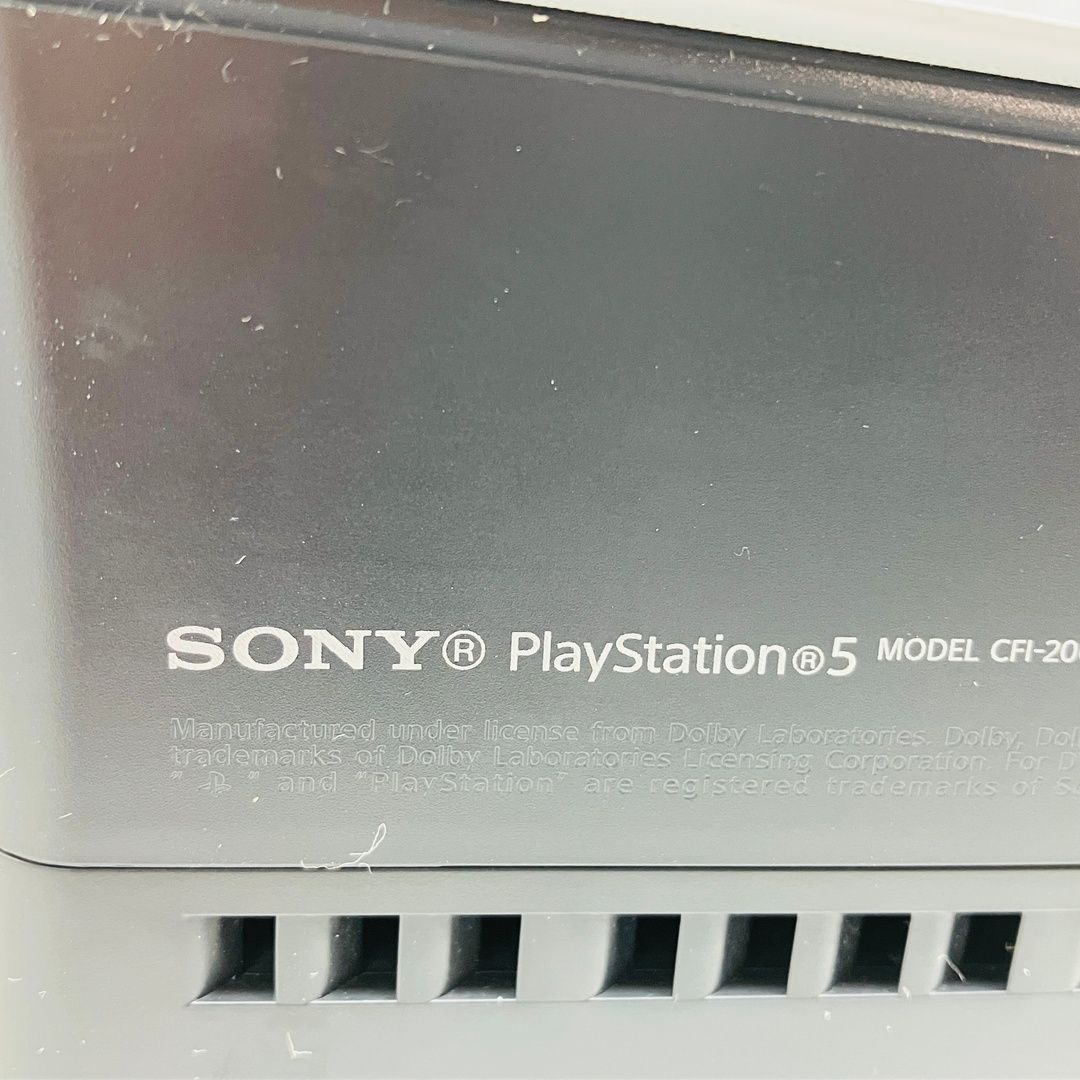 SONY® PlayStation®5 MODEL CFI-20
Manufactured under license from Dolby Laboratories. Dolby, Dol
trademarks of Dolby Laboratories Licensing Corporation. For D
" " and "PlayStation" are registered trademarks of S